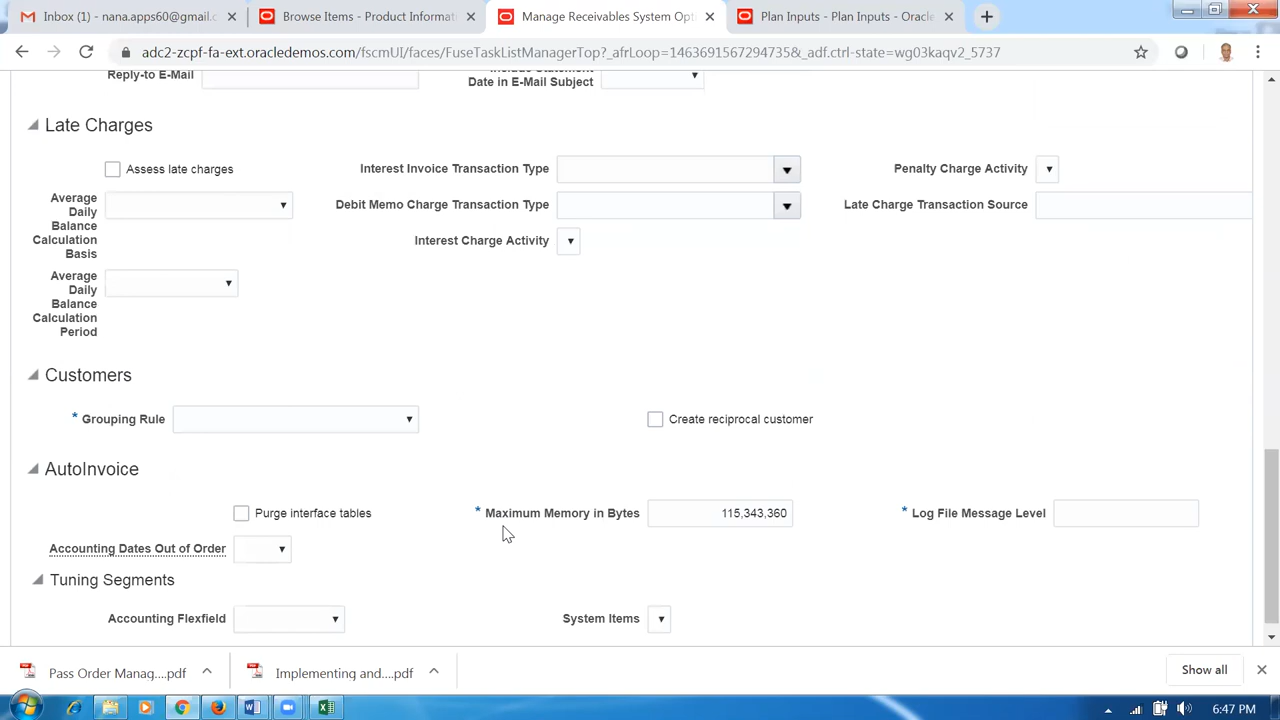 Inbox (1) - nana.apps60@gmail.c
Browse Items - Product Informati
Manage Receivables System Opti
Plan Inputs - Plan Inputs - Oracl
adc2-zcpf-fa-ext.oracledemos.com/fscmUI/faces/FuseTaskListManagerTop?_afrLoop=1463691567294735&_adf.ctrl-state=wg03kaqv2_5737
Reply-to E-Mail
Include Statement
Date in E-Mail Subject
Late Charges
Assess late charges
Interest Invoice Transaction Type
Penalty Charge Activity
Average
Daily
Balance
Calculation
Basis
Debit Memo Charge Transaction Type
Late Charge Transaction Source
Interest Charge Activity
Average
Daily
Balance
Calculation
Period
Customers
* Grouping Rule
Create reciprocal customer
AutoInvoice
Purge interface tables
* Maximum Memory in Bytes
115,343,360
* Log File Message Level
Accounting Dates Out of Order
Tuning Segments
Accounting Flexfield
System Items
Pass Order Manag....pdf
Implementing and....pdf
Show all
6:47 PM